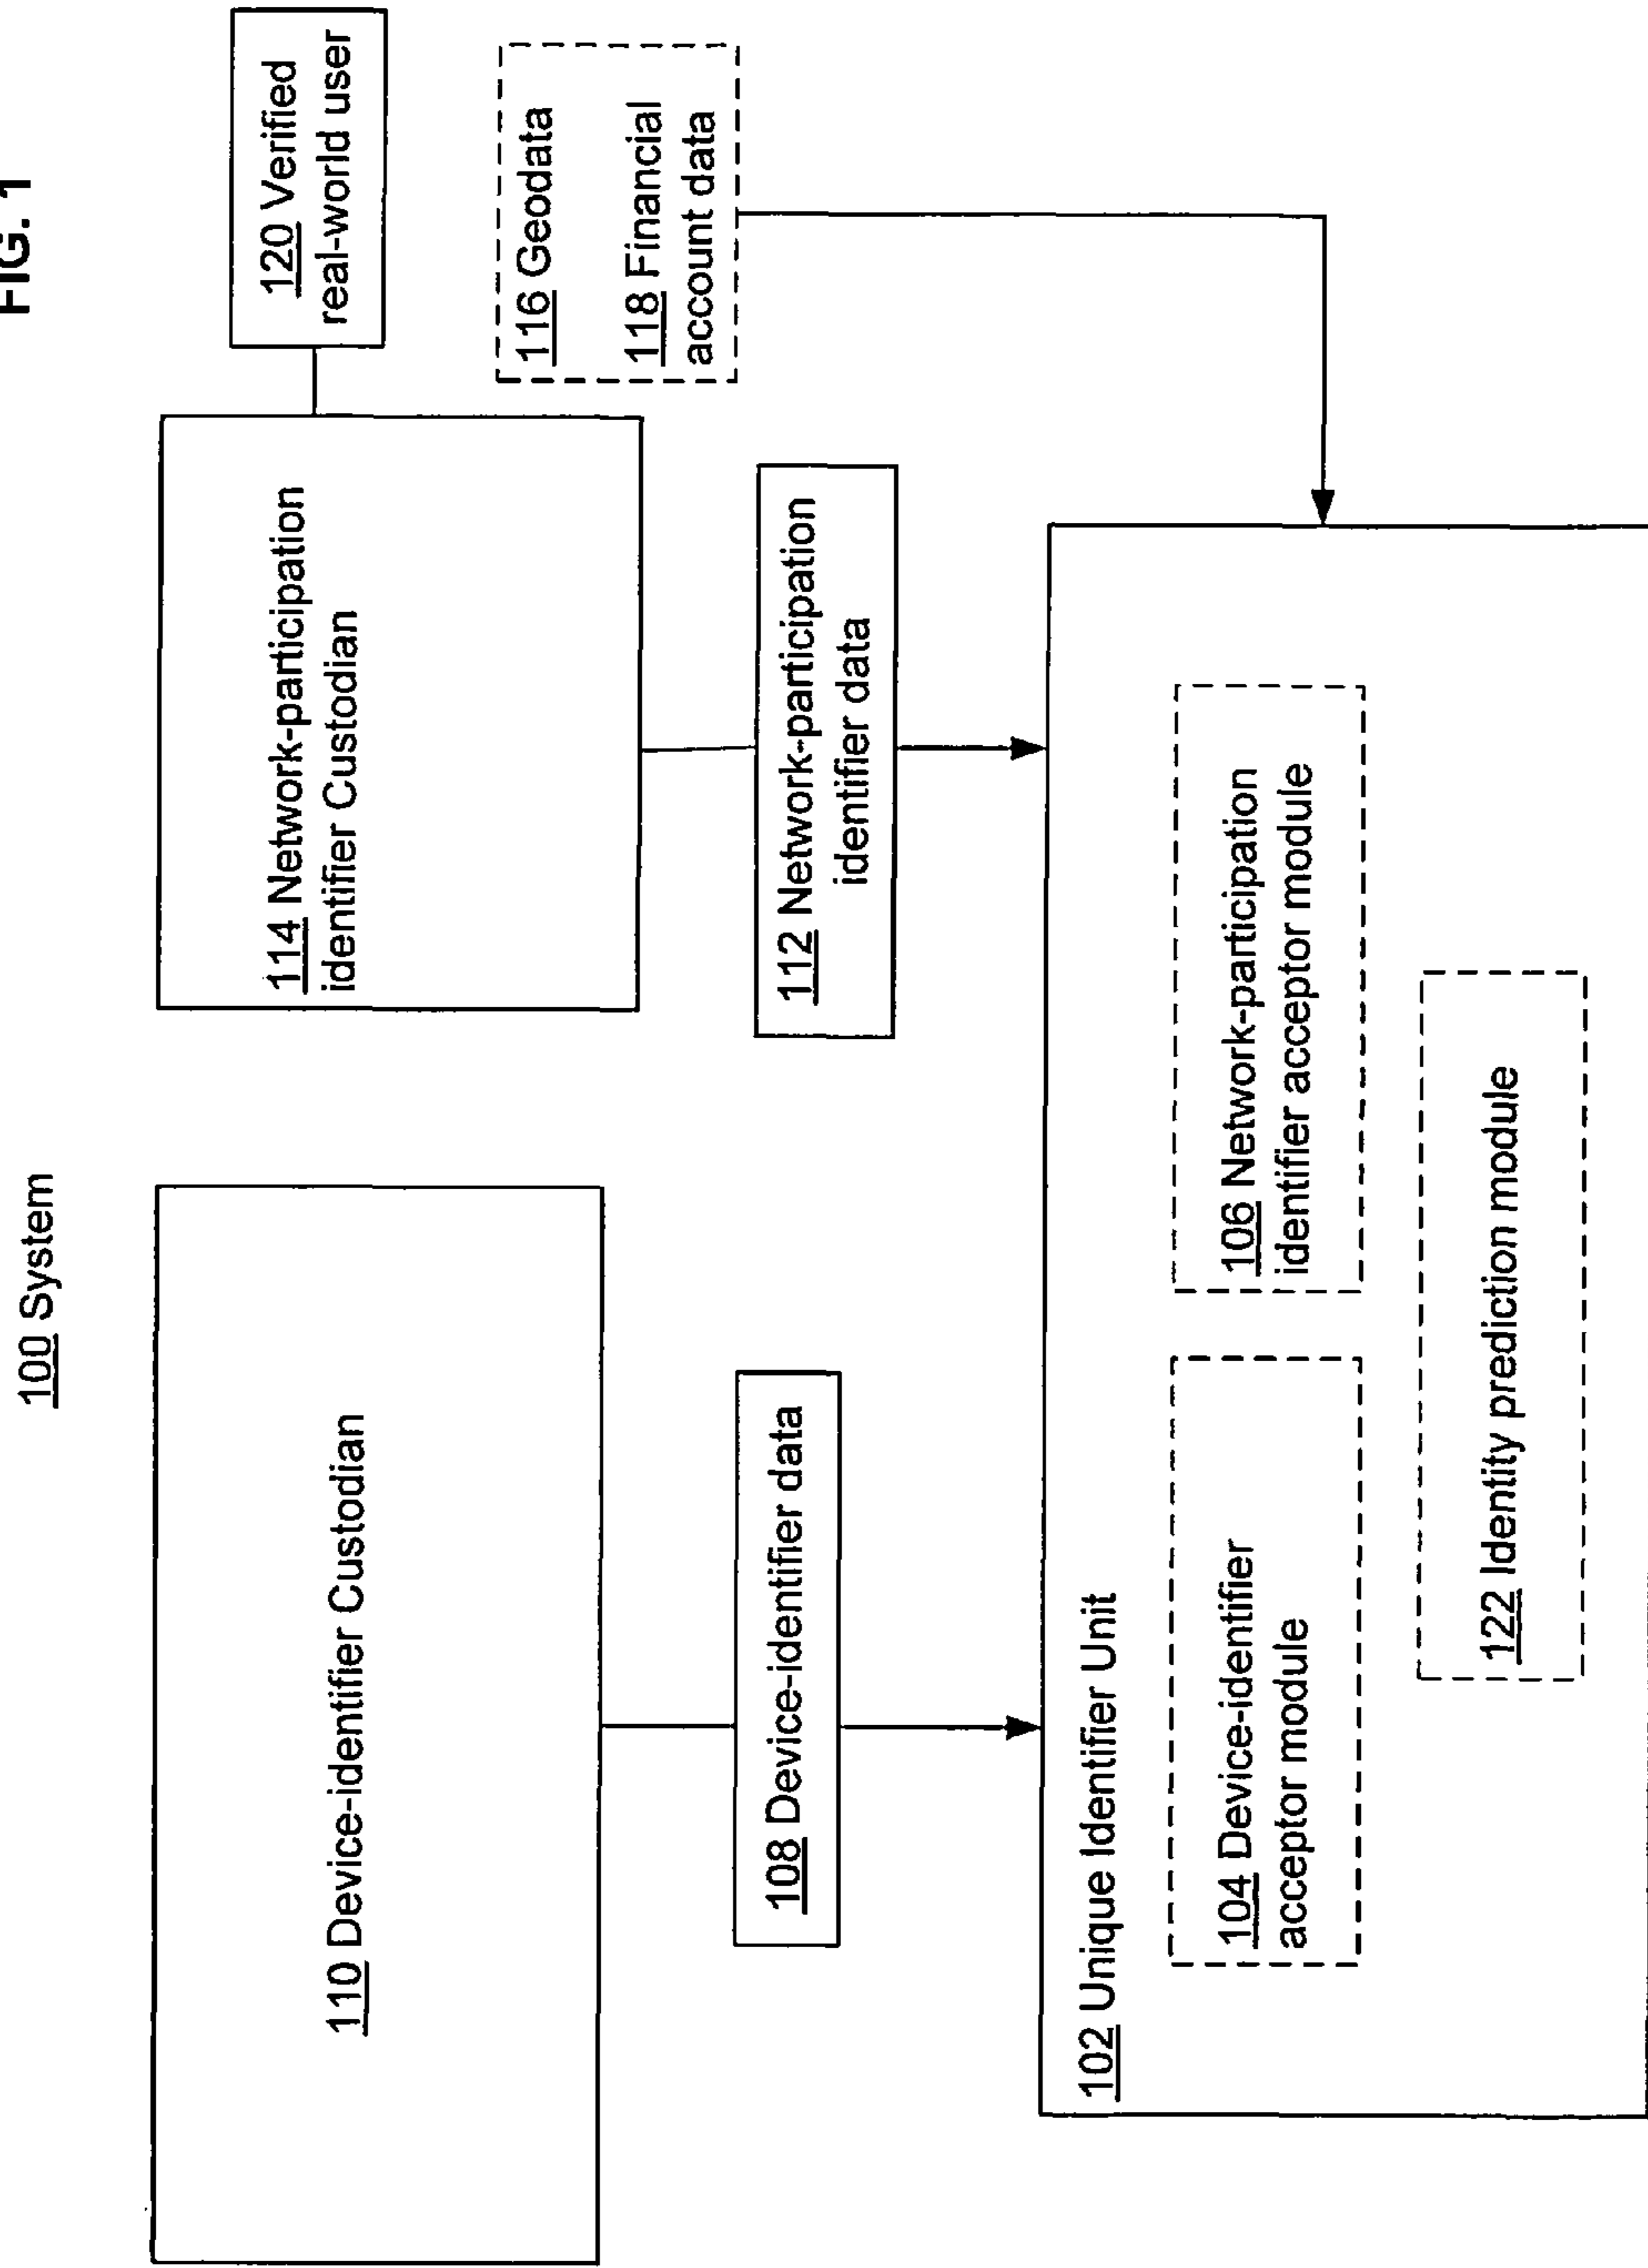 FIG. 1
100 System
110 Device-identifier Custodian
114 Network-participation
identifier Custodian
120 Verified
real-world user
108 Device-identifier data
112 Network-participation
identifier data
116 Geodata
118 Financial
account data
102 Unique Identifier Unit
104 Device-identifier
acceptor module
106 Network-participation
identifier acceptor module
122 Identity prediction module